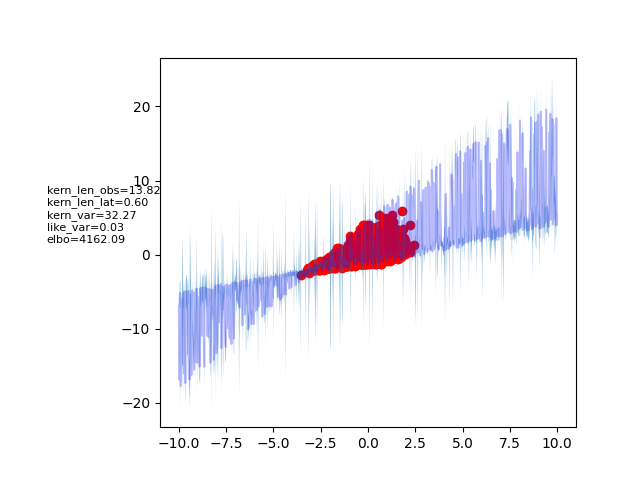 20
10
0
−10
−20
kern_len_obs=13.82
kern_len_lat=0.60
kern_var=32.27
like_var=0.03
elbo=4162.09
−10.0 −7.5 −5.0 −2.5 0.0 2.5 5.0 7.5 10.0